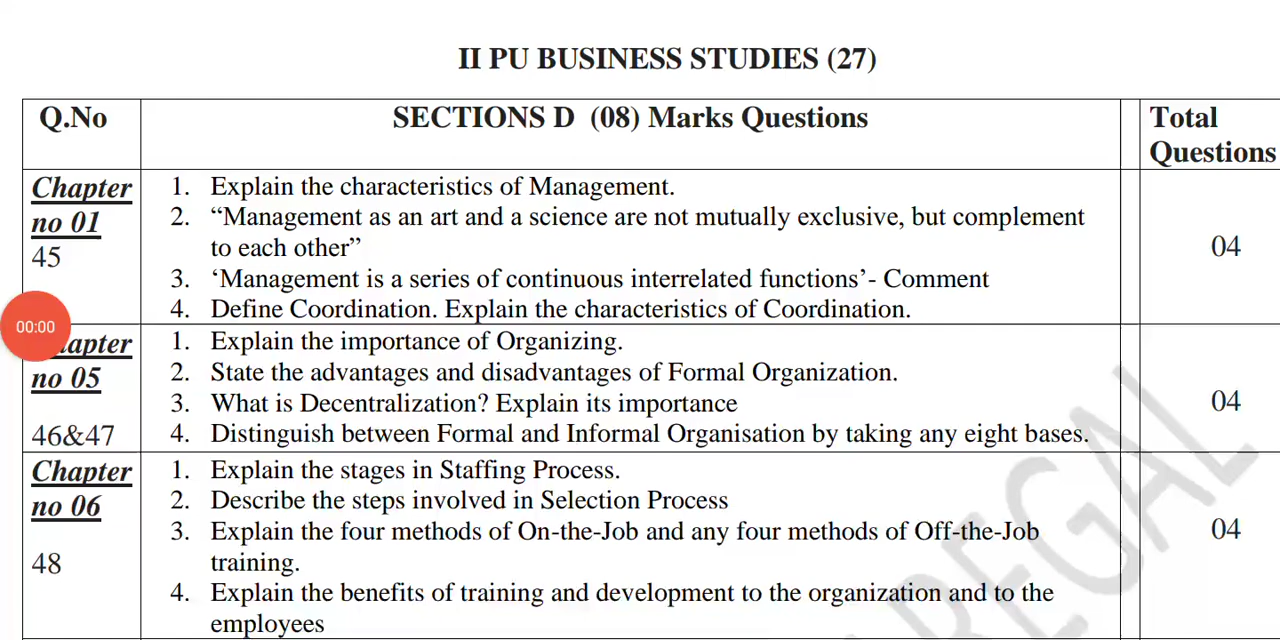 II PU BUSINESS STUDIES (27)
Q.No
SECTIONS D (08) Marks Questions
Total
Questions
Chapter
no 01
45
1. Explain the characteristics of Management.
2. “Management as an art and a science are not mutually exclusive, but complement
to each other”
3. ‘Management is a series of continuous interrelated functions’- Comment
4. Define Coordination. Explain the characteristics of Coordination.
04
00:00
no 05
46&47
1. Explain the importance of Organizing.
2. State the advantages and disadvantages of Formal Organization.
3. What is Decentralization? Explain its importance
4. Distinguish between Formal and Informal Organisation by taking any eight bases.
04
Chapter
no 06
48
1. Explain the stages in Staffing Process.
2. Describe the steps involved in Selection Process
3. Explain the four methods of On-the-Job and any four methods of Off-the-Job
training.
4. Explain the benefits of training and development to the organization and to the
employees
04